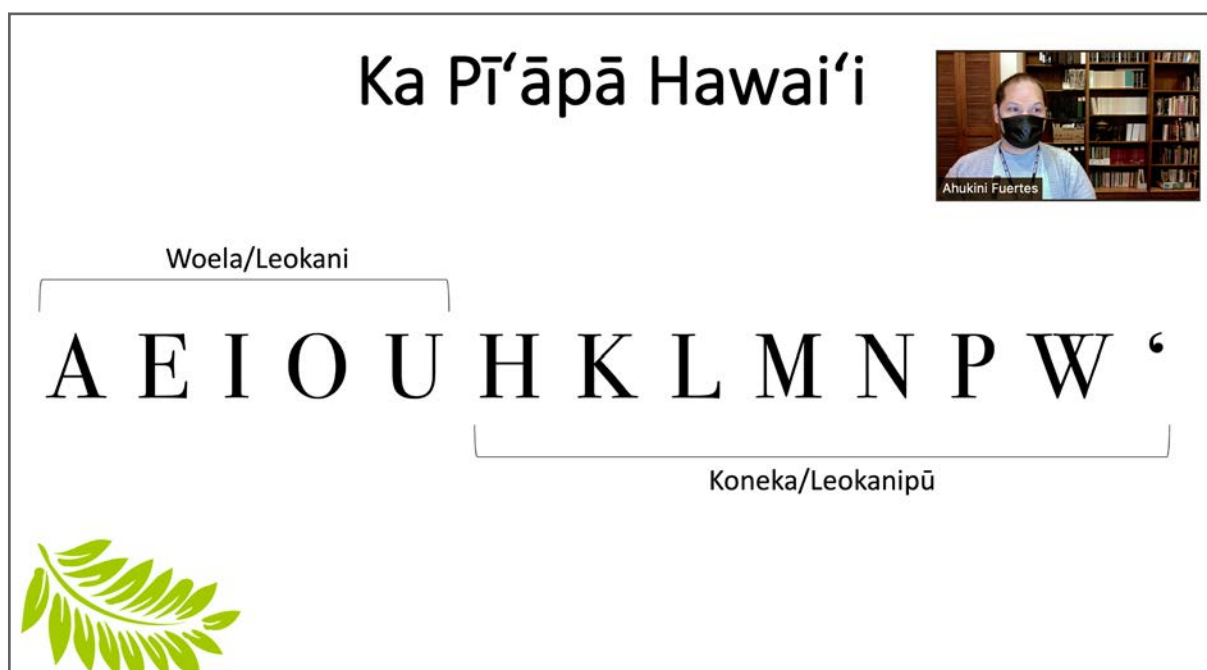 Ka Pīʻāpā Hawaiʻi
Ahukini Fuertes
Woela/Leokani
A E I O U H K L M N P W ʻ
Koneka/Leokanipū